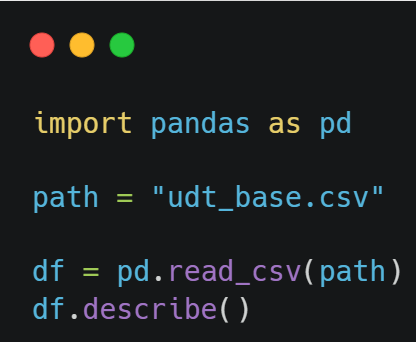 import pandas as pd
path = "udt_base.csv"
df = pd.read_csv(path)
df.describe()